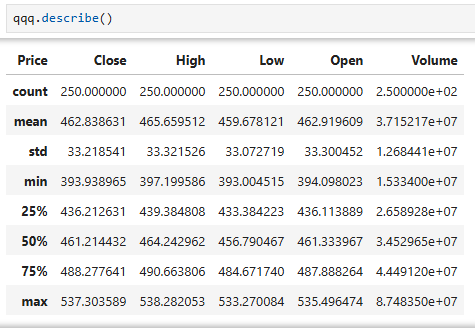 qqq.describe()
Price Close High Low Open Volume
count 250.000000 250.000000 250.000000 250.000000 2.500000e+02
mean 462.838631 465.659512 459.678121 462.919609 3.715217e+07
std 33.218541 33.321526 33.072719 33.300452 1.268441e+07
min 393.938965 397.199586 393.004515 394.098023 1.533400e+07
25% 436.212631 439.384808 433.384223 436.113889 2.658928e+07
50% 461.214432 464.242962 456.790467 461.333967 3.452965e+07
75% 488.277641 490.663806 484.671740 487.888264 4.449120e+07
max 537.303589 538.282053 533.270084 535.496474 8.748350e+07